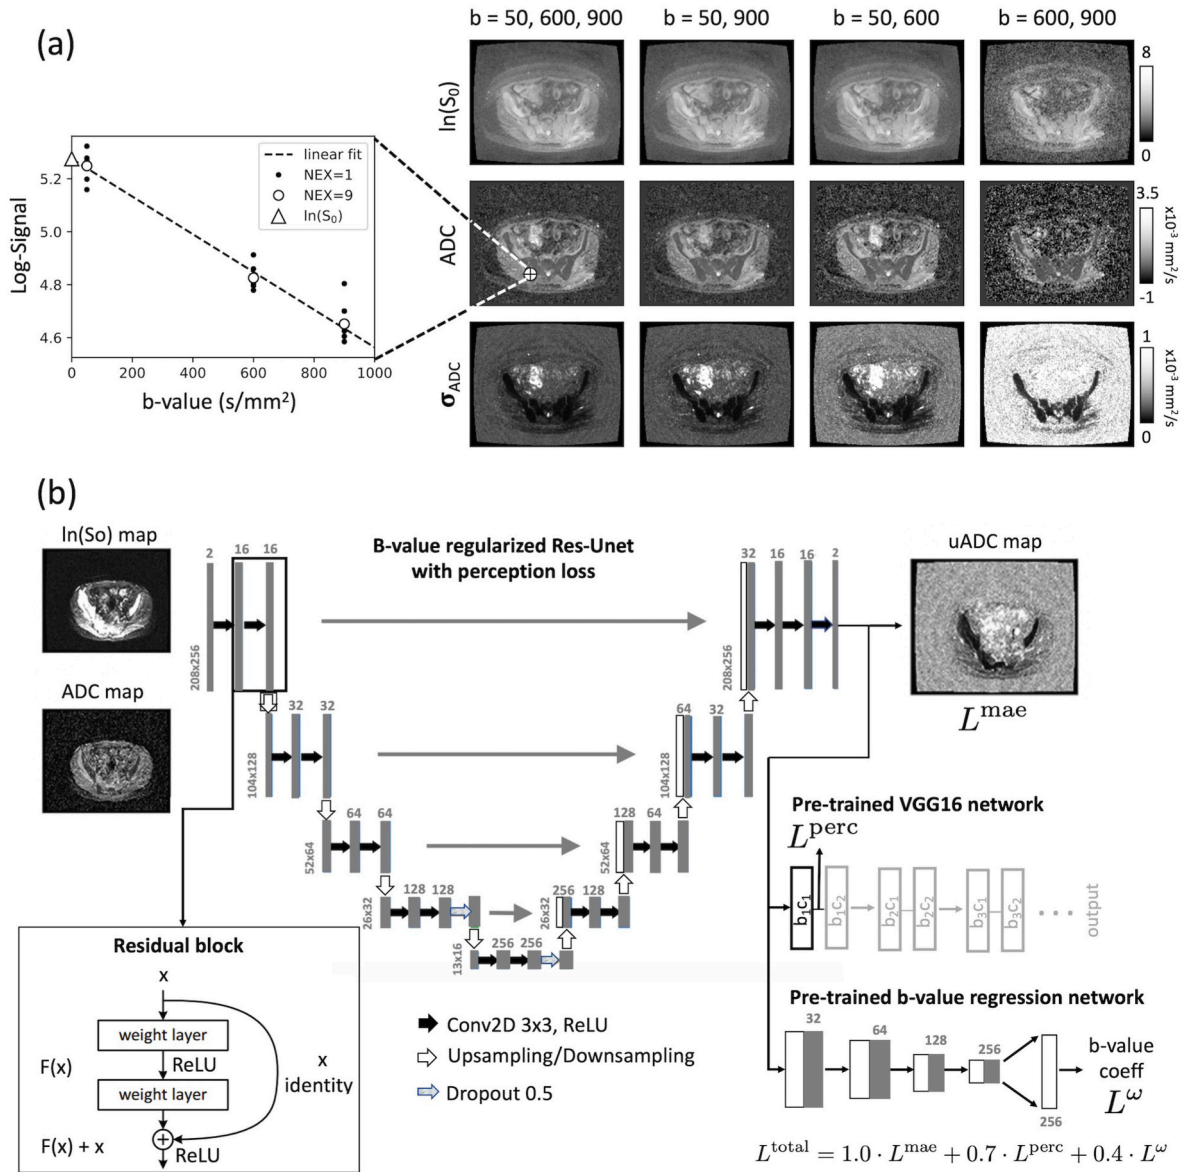 (a)
b = 50, 600, 900
b = 50, 900
b = 50, 600
b = 600, 900
ln(S0)
8
0
ADC
3.5
-1
x10-3 mm2/s
σADC
1
0
x10-3 mm2/s
Log-Signal
5.2
5.0
4.8
4.6
0 200 400 600 800 1000
b-value (s/mm2)
linear fit
NEX=1
NEX=9
ln(S0)
(b)
ln(So) map
ADC map
B-value regularized Res-Unet
with perception loss
2 16 16
208x256
32 32
104x128
64 64
52x64
128 128
26x32
256 256
13x16
256 128
26x32
128 64
52x64
64 32
104x128
32 16 16 2
208x256
uADC map
Lmae
Pre-trained VGG16 network
Lperc
b1c1
b1c2
b2c1
b2c2
b3c1
b3c2
...
output
Pre-trained b-value regression network
32
64
128
256
256
b-value
coeff
Lω
Residual block
x
weight layer
F(x)
ReLU
x
identity
weight layer
F(x) + x
+
ReLU
Conv2D 3x3, ReLU
Upsampling/Downsampling
Dropout 0.5
Ltotal = 1.0 · Lmae + 0.7 · Lperc + 0.4 · Lω